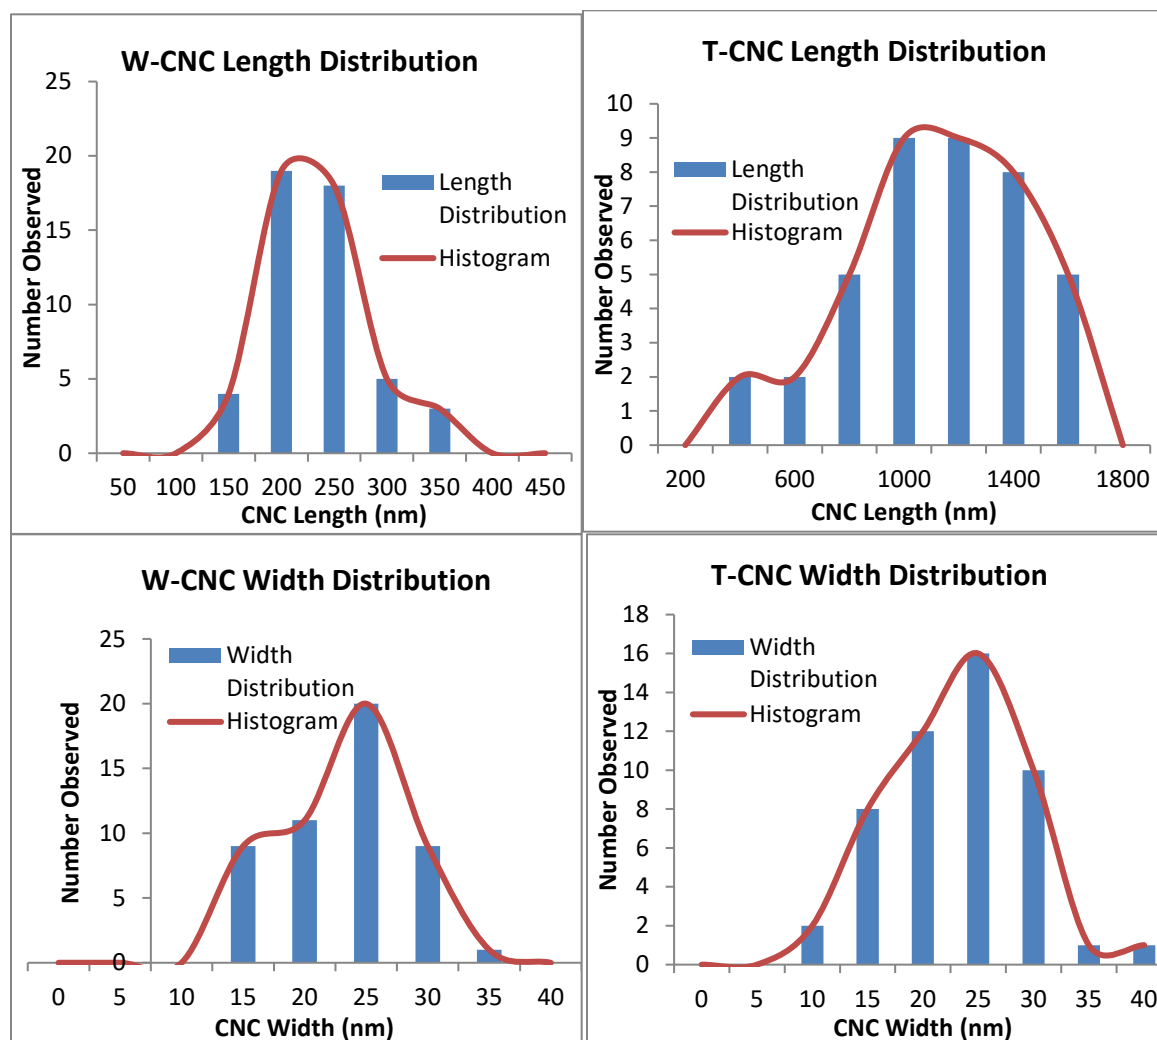 W-CNC Length Distribution
25
20
15
10
5
0
Number Observed
Length
Distribution
Histogram
50 100 150 200 250 300 350 400 450
CNC Length (nm)
T-CNC Length Distribution
10
9
8
7
6
5
4
3
2
1
0
Number Observed
Length
Distribution
Histogram
200 600 1000 1400 1800
CNC Length (nm)
W-CNC Width Distribution
25
20
15
10
5
0
Number Observed
Width
Distribution
Histogram
0 5 10 15 20 25 30 35 40
CNC Width (nm)
T-CNC Width Distribution
18
16
14
12
10
8
6
4
2
0
Number Observed
Width
Distribution
Histogram
0 5 10 15 20 25 30 35 40
CNC Width (nm)